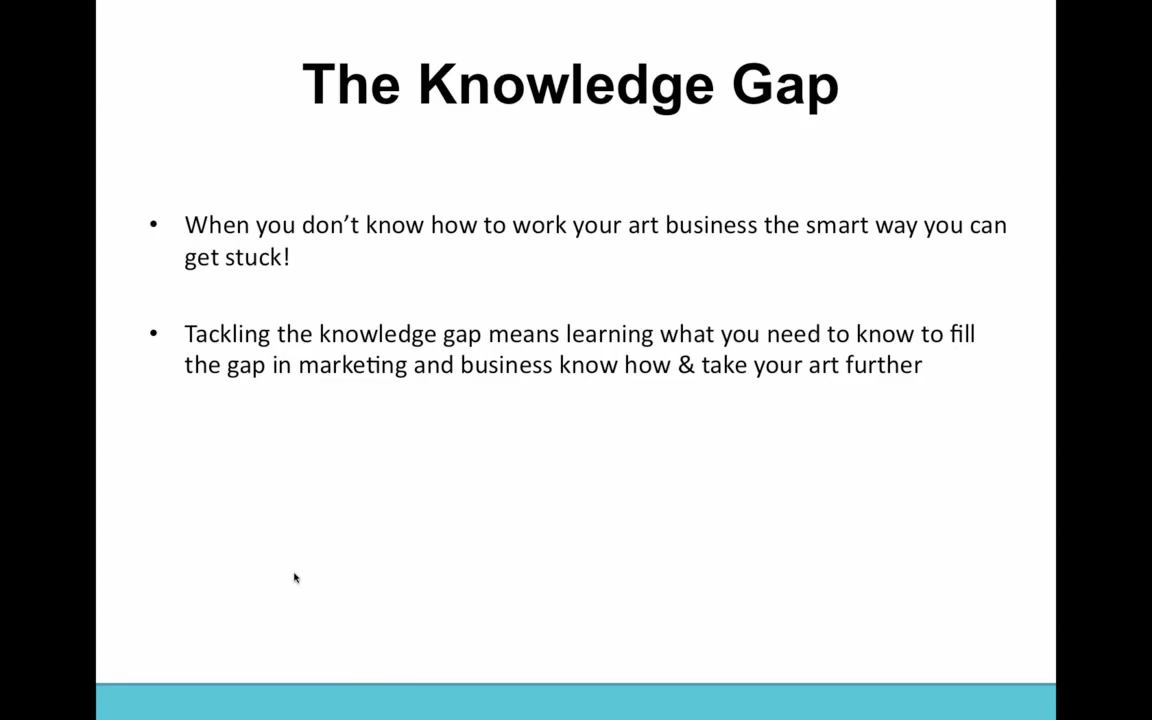 The Knowledge Gap
• When you don’t know how to work your art business the smart way you can
get stuck!
• Tackling the knowledge gap means learning what you need to know to fill
the gap in marketing and business know how & take your art further